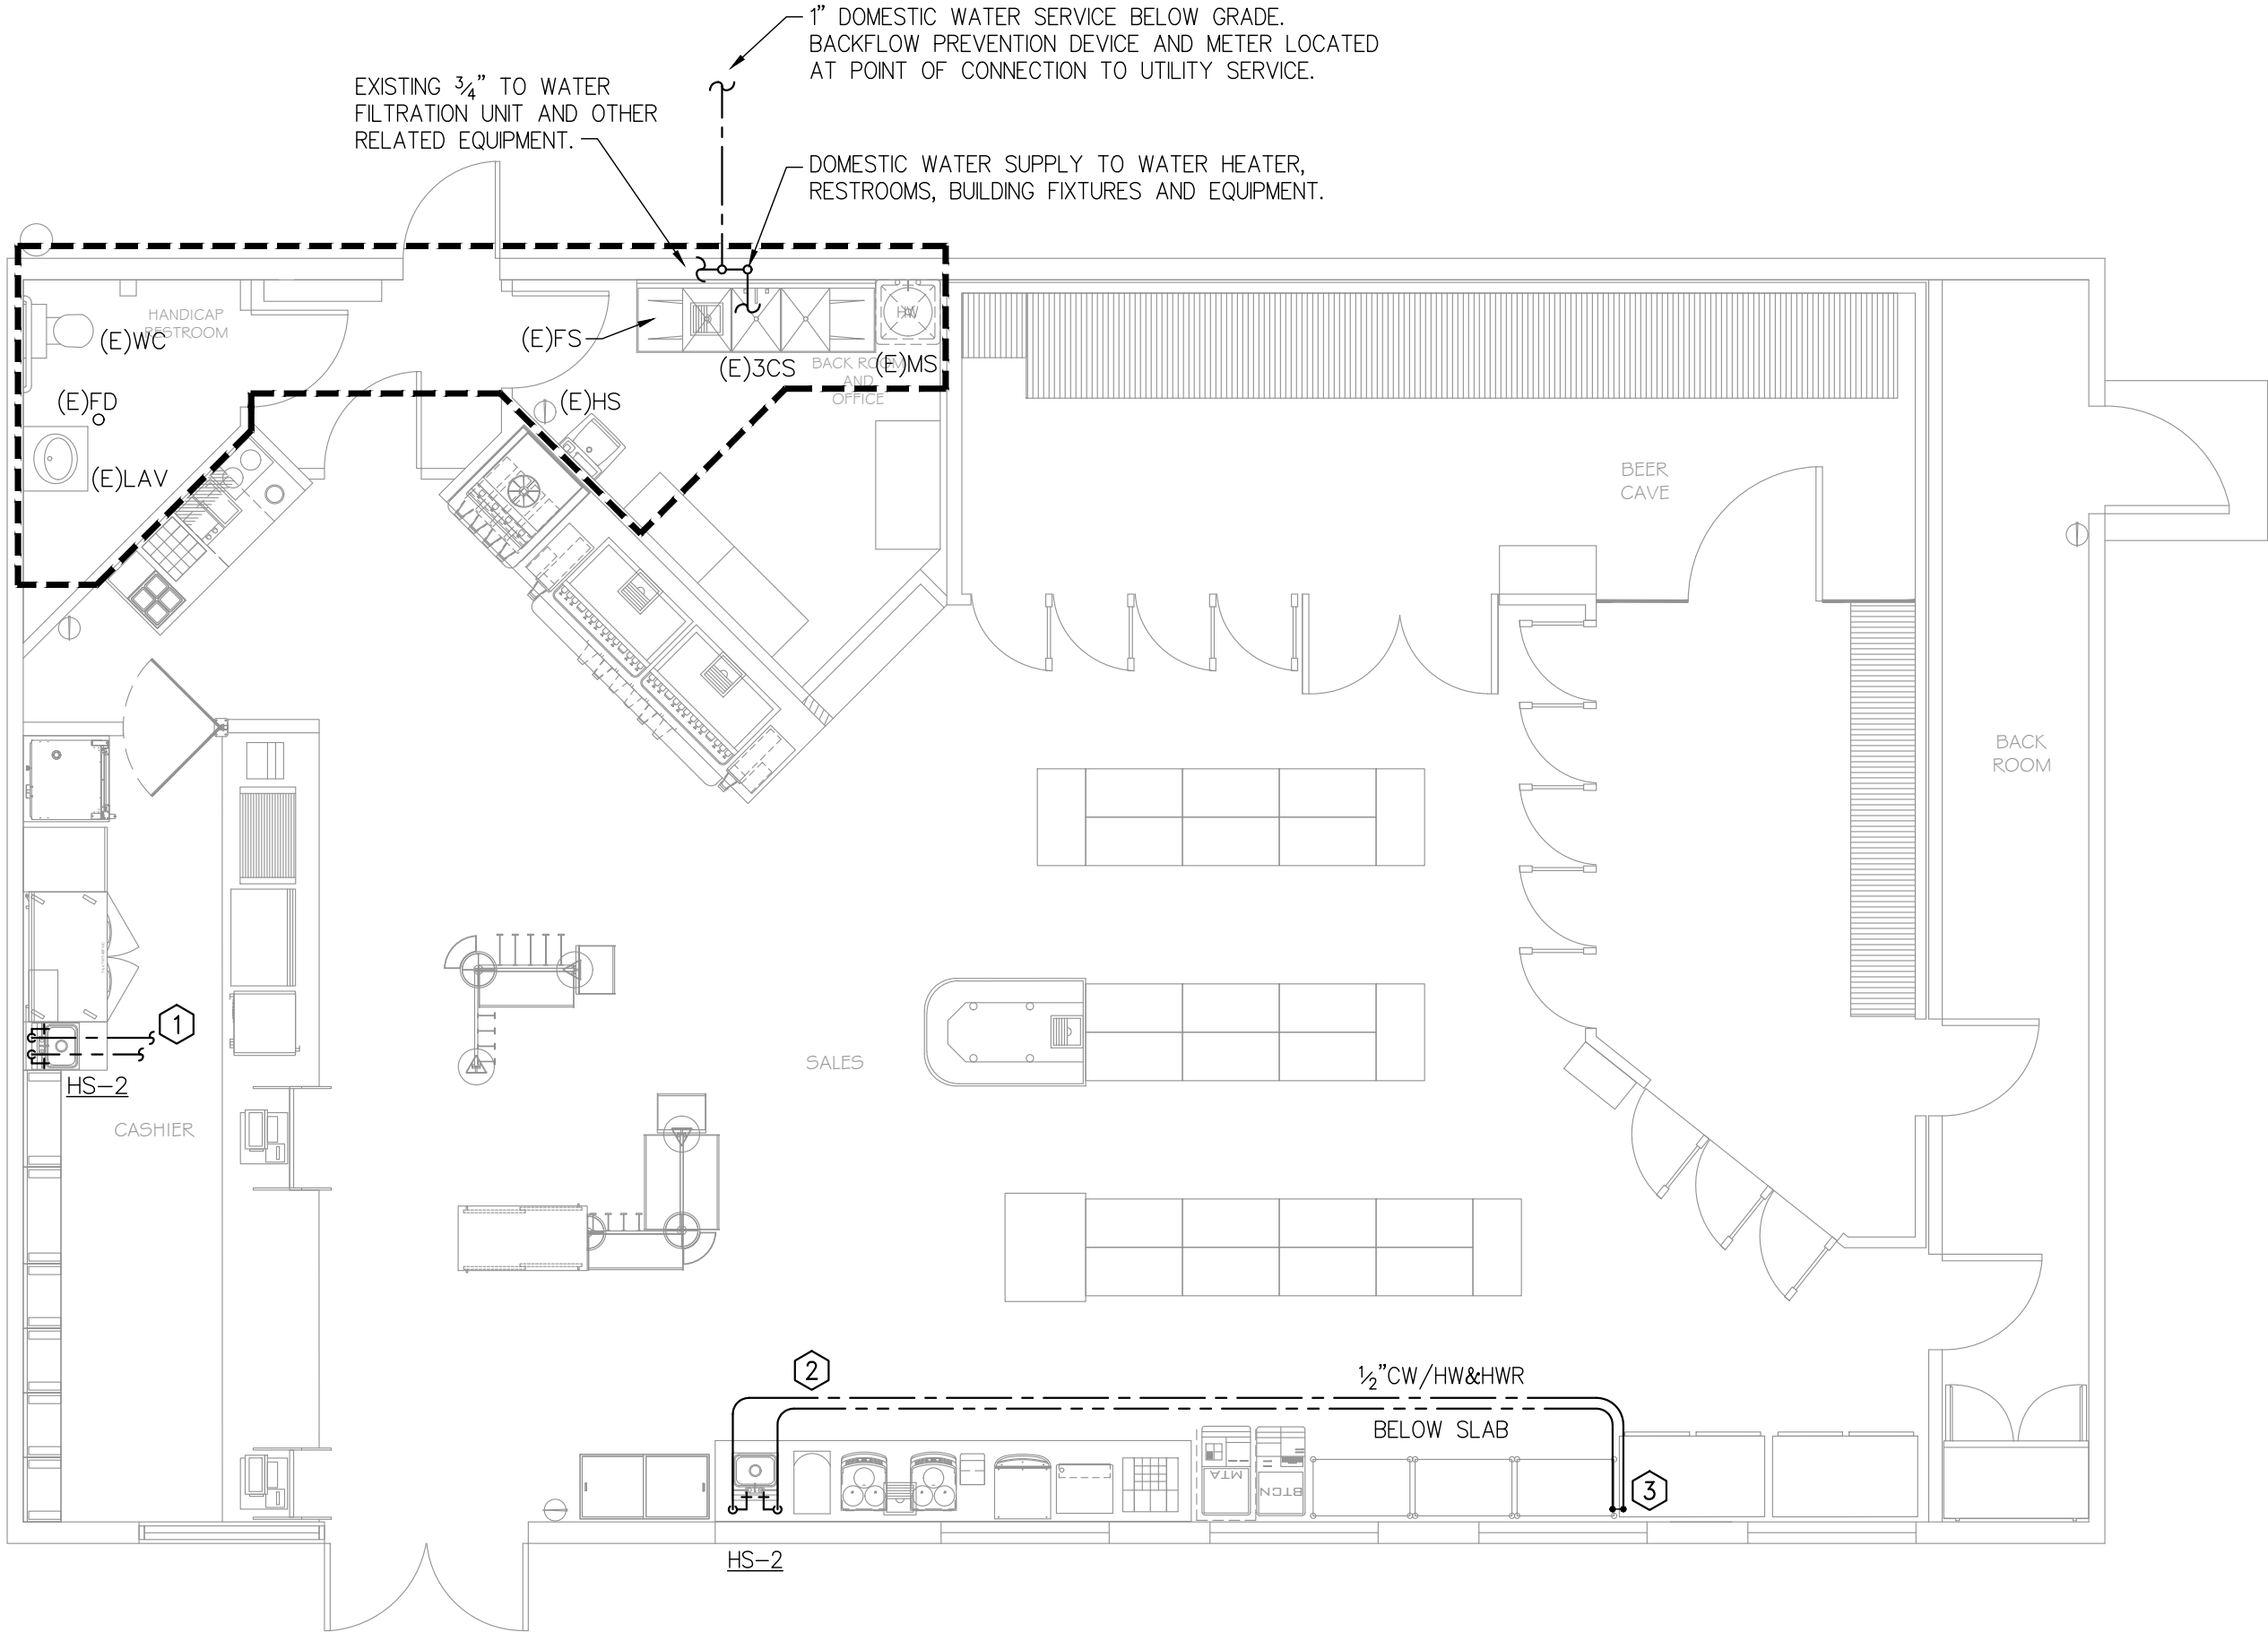 1" DOMESTIC WATER SERVICE BELOW GRADE.
BACKFLOW PREVENTION DEVICE AND METER LOCATED
AT POINT OF CONNECTION TO UTILITY SERVICE.
EXISTING ¾" TO WATER
FILTRATION UNIT AND OTHER
RELATED EQUIPMENT.
DOMESTIC WATER SUPPLY TO WATER HEATER,
RESTROOMS, BUILDING FIXTURES AND EQUIPMENT.
HANDICAP
RESTROOM
(E)WC
(E)FS
HW
(E)3CS
BACK ROOM
AND
OFFICE
(E)MS
(E)FD
(E)HS
(E)LAV
BEER
CAVE
BACK
ROOM
1
HS-2
SALES
CASHIER
2
½"CW/HW&HWR
BELOW SLAB
MTA
BTCN
3
HS-2